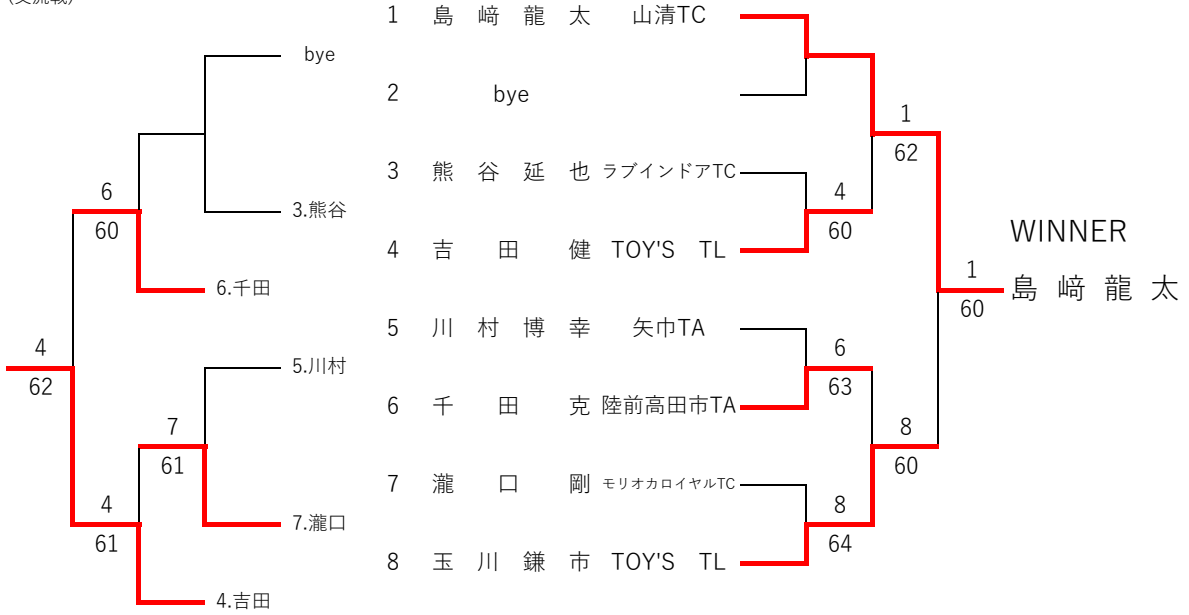 (交流戦)
1 島 﨑 龍 太 山清TC
bye
2 bye
1
62
3 熊 谷 延 也 ラブインドアTC
6
60
4
60
3.熊谷
4 吉 田 健 TOY'S TL
WINNER
6.千田
1
60
島 﨑 龍 太
5 川 村 博 幸 矢巾TA
4
62
5.川村
6
63
6 千 田 克 陸前高田市TA
7
61
8
60
7 瀧 口 剛 モリオカロイヤルTC
4
61
7.瀧口
8
64
8 玉 川 鎌 市 TOY'S TL
4.吉田